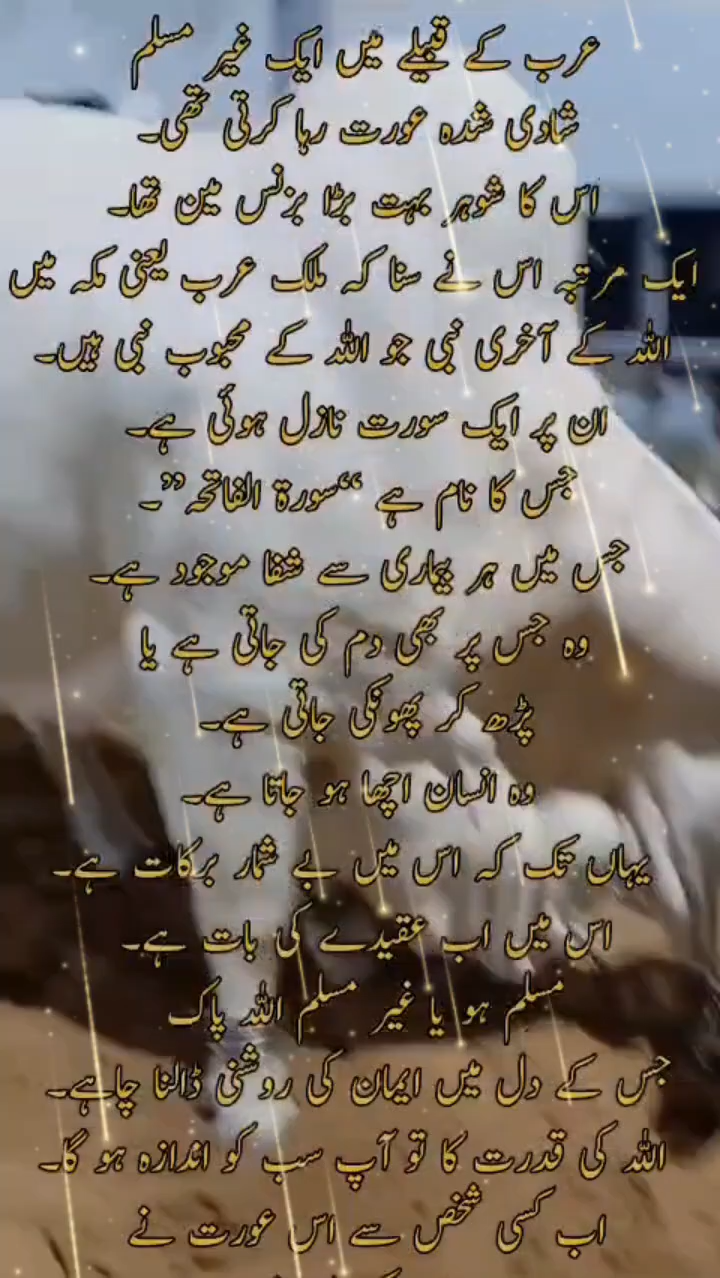 عرب کے قبیلے میں ایک غیر مسلم
شادی شدہ عورت رہا کرتی تھی۔
اس کا شوہر بہت بڑا بزنس مین تھا۔
ایک مرتبہ اس نے سنا کہ ملک عرب یعنی مکہ میں
اللہ کے آخری نبی جو اللہ کے محبوب نبی ہیں۔
ان پر ایک سورت نازل ہوئی ہے۔
جس کا نام ہے “سورۃ الفاتحہ”۔
جس میں ہر بیماری سے شفا موجود ہے۔
وہ جس پر بھی دم کی جاتی ہے یا
پڑھ کر پھونکی جاتی ہے۔
وہ انسان اچھا ہو جاتا ہے۔
یہاں تک کہ اس میں بے شمار برکات ہے۔
اس میں اب عقیدے کی بات ہے۔
مسلم ہو یا غیر مسلم اللہ پاک
جس کے دل میں ایمان کی روشنی ڈالنا چاہے۔
اللہ کی قدرت کا تو آپ سب کو اندازہ ہو گا۔
اب کسی شخص سے اس عورت نے